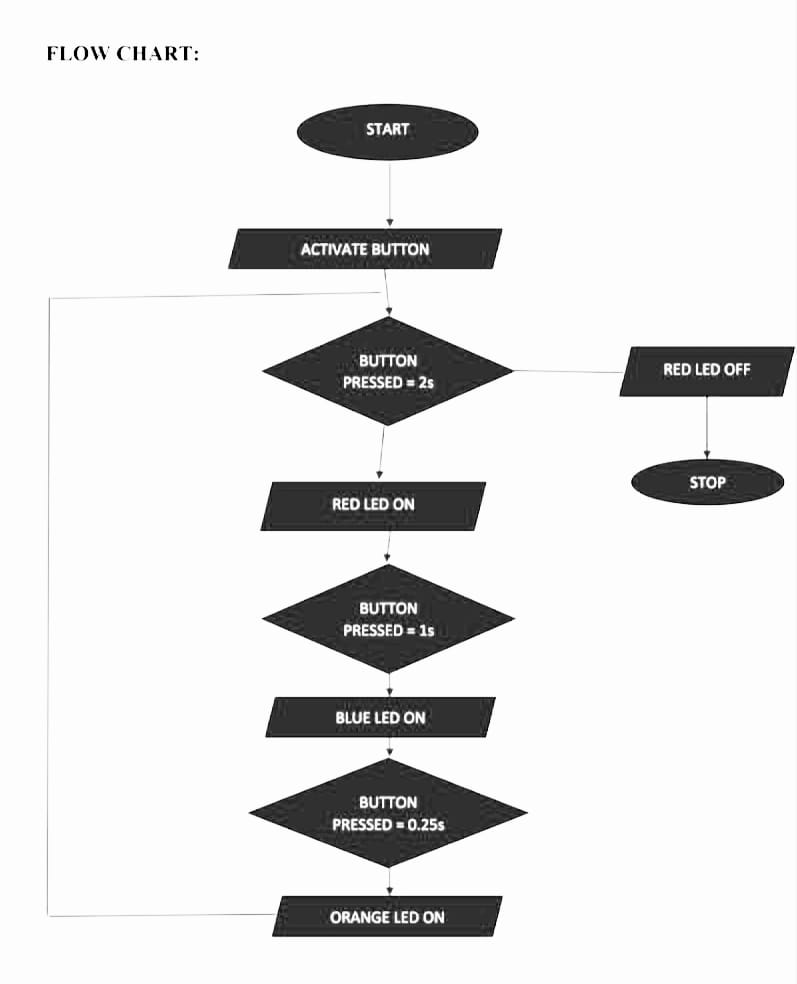 FLOW CHART:
START
ACTIVATE BUTTON
BUTTON
PRESSED = 2s
RED LED OFF
STOP
RED LED ON
BUTTON
PRESSED = 1s
BLUE LED ON
BUTTON
PRESSED = 0.25s
ORANGE LED ON